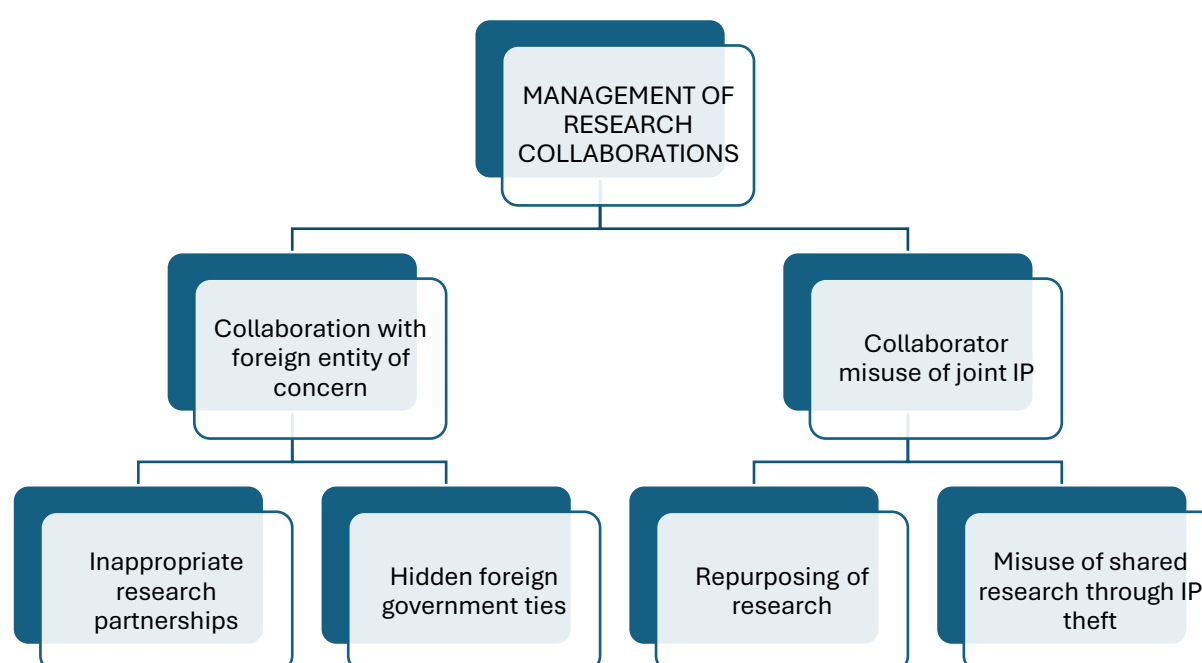 MANAGEMENT OF
RESEARCH
COLLABORATIONS
Collaboration with
foreign entity of
concern
Collaborator
misuse of joint IP
Inappropriate
research
partnerships
Hidden foreign
government ties
Repurposing of
research
Misuse of shared
research through IP
theft